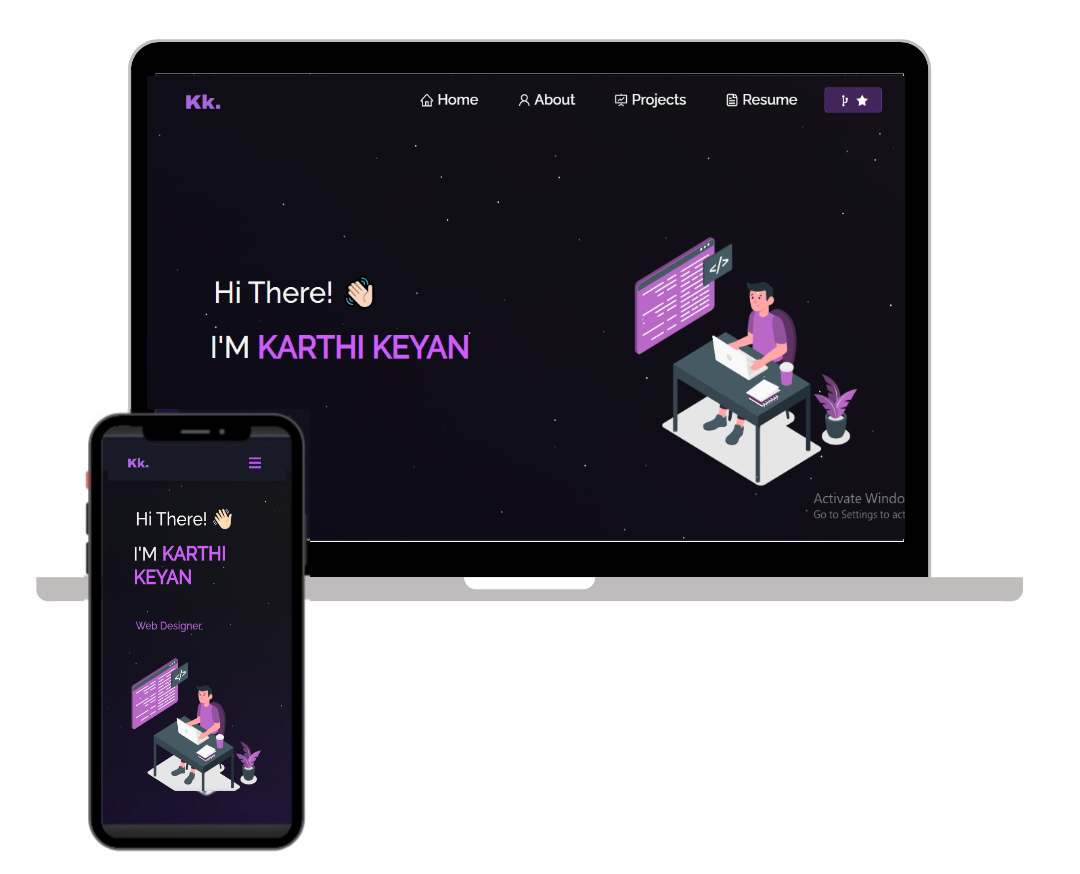 Kk.
Home
About
Projects
Resume
</>
Hi There! 👋🏻
I'M KARTHI KEYAN
Activate Windo
Go to Settings to act
Kk.
Hi There! 👋🏻
I'M KARTHI
KEYAN
Web Designer
</>